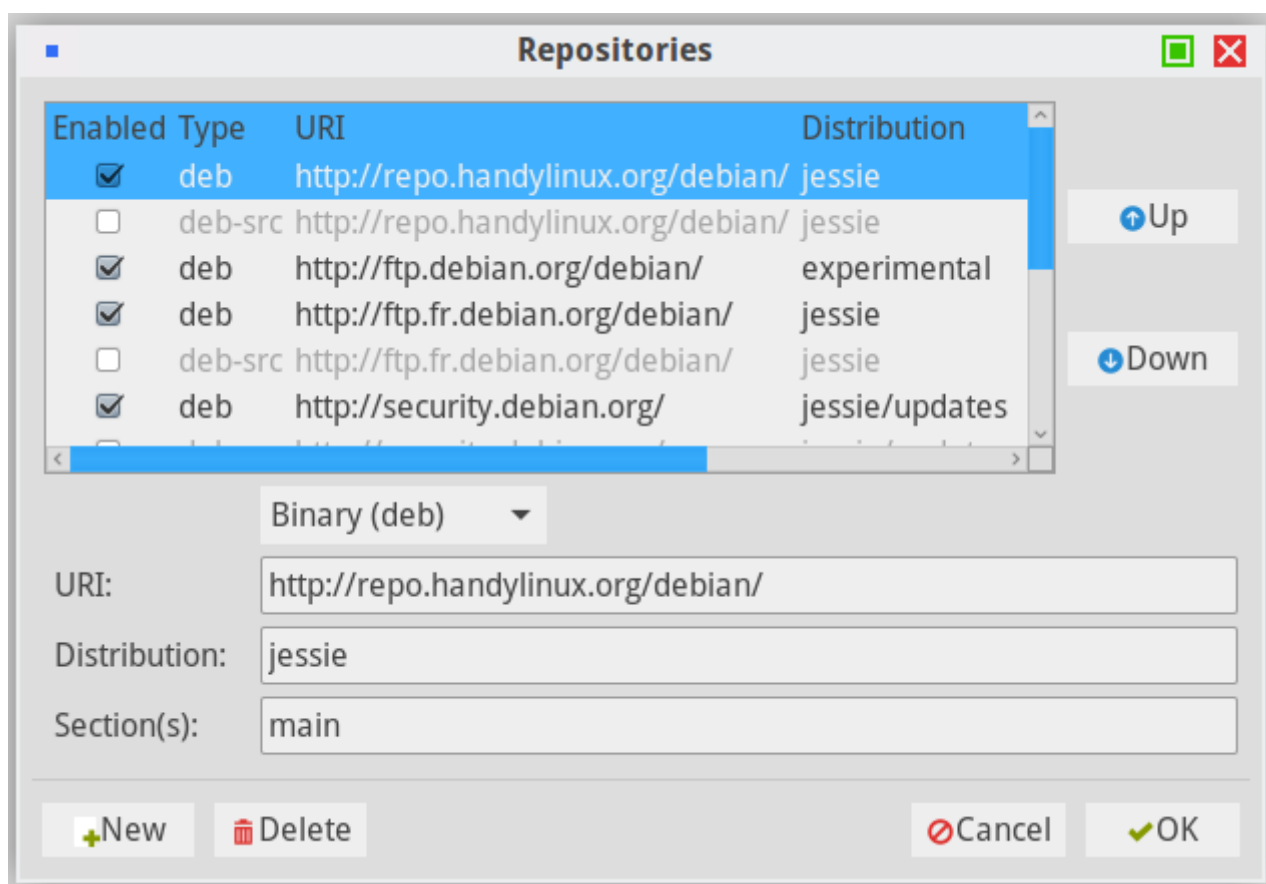 Repositories
Enabled Type URI Distribution
deb http://repo.handylinux.org/debian/ jessie
deb-src http://repo.handylinux.org/debian/ jessie
deb http://ftp.debian.org/debian/ experimental
Up
deb http://ftp.fr.debian.org/debian/ jessie
deb-src http://ftp.fr.debian.org/debian/ jessie
Down
deb http://security.debian.org/ jessie/updates
Binary (deb)
URI: http://repo.handylinux.org/debian/
Distribution: jessie
Section(s): main
New Delete Cancel OK